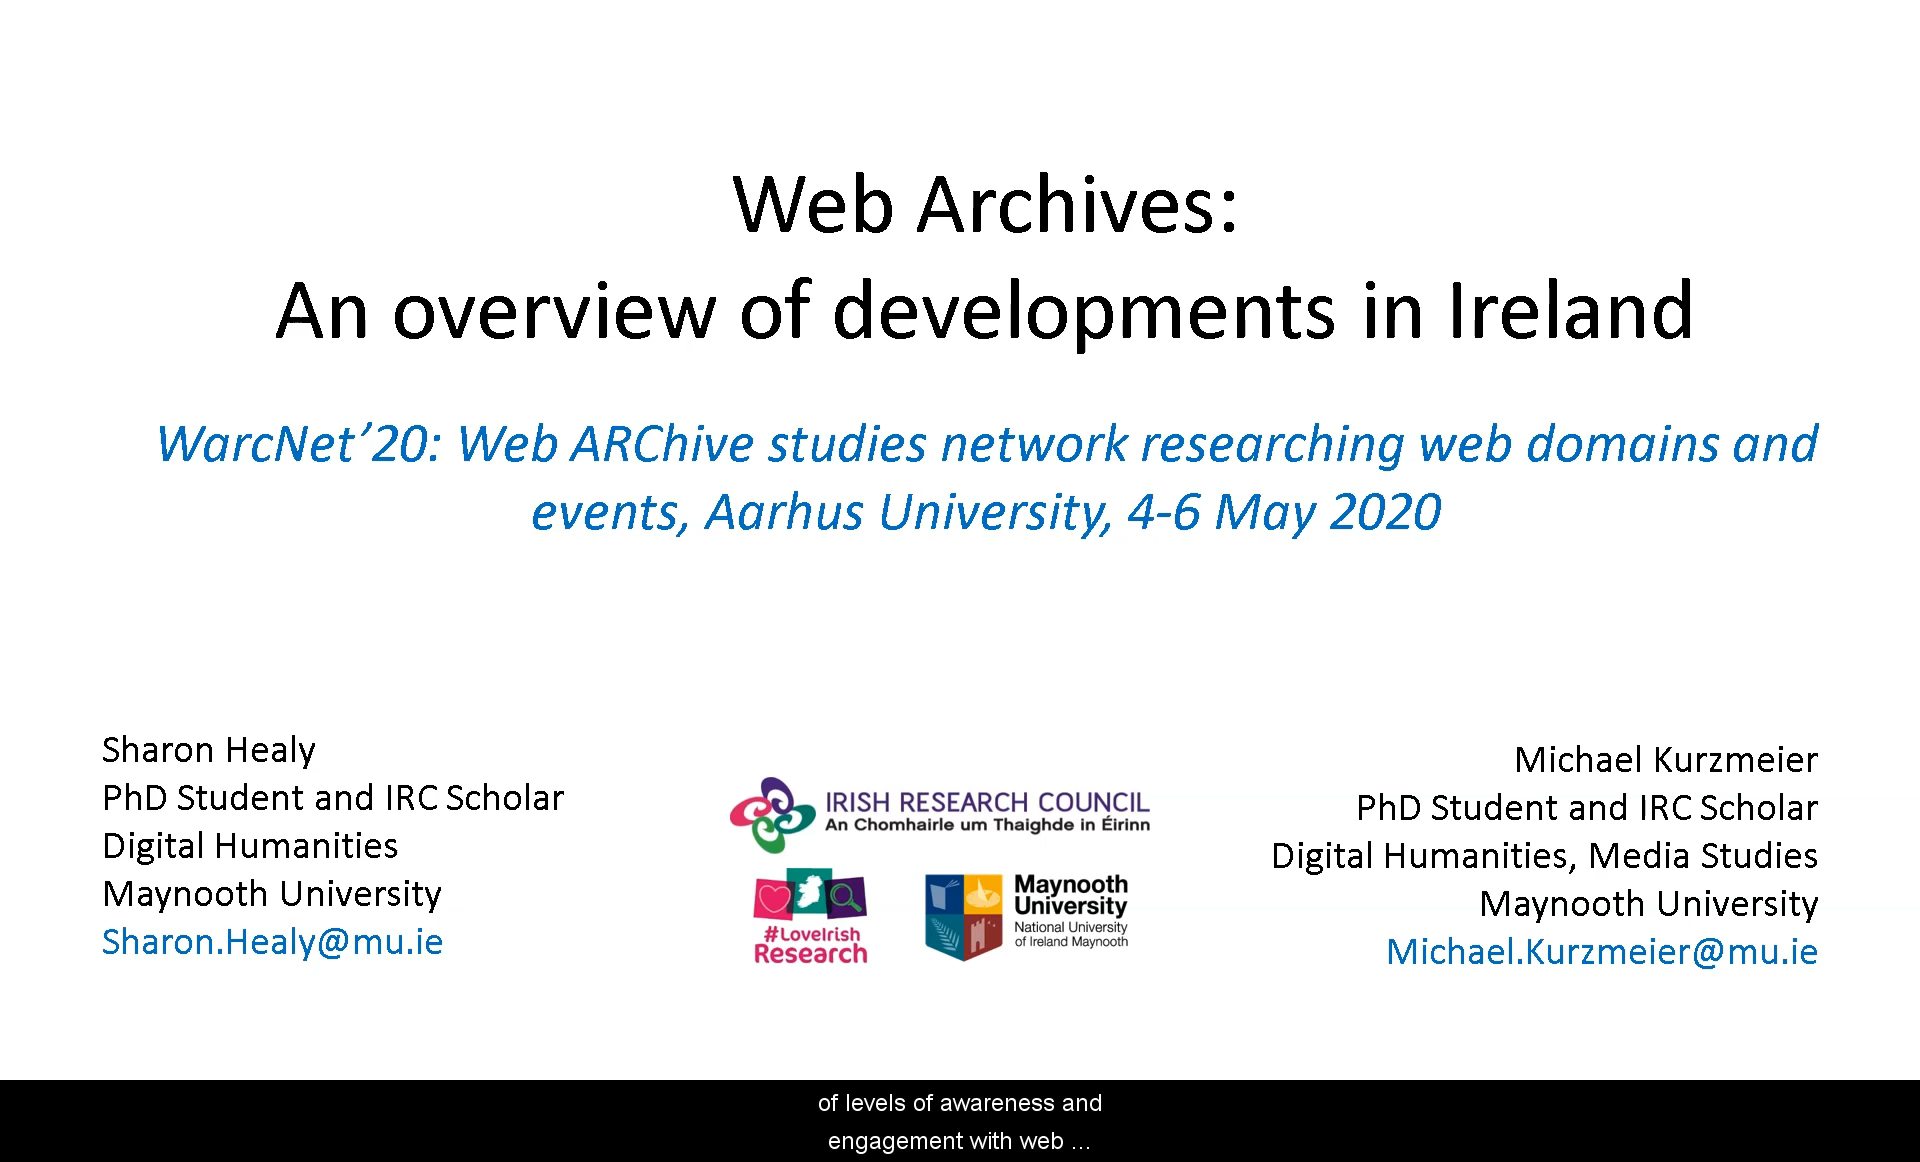 Web Archives:
An overview of developments in Ireland
WarcNet’20: Web ARChive studies network researching web domains and
events, Aarhus University, 4-6 May 2020
Sharon Healy
PhD Student and IRC Scholar
Digital Humanities
Maynooth University
Sharon.Healy@mu.ie
IRISH RESEARCH COUNCIL
An Chomhairle um Thaighde in Éirinn
#LoveIrish
Research
Maynooth
University
National University
of Ireland Maynooth
Michael Kurzmeier
PhD Student and IRC Scholar
Digital Humanities, Media Studies
Maynooth University
Michael.Kurzmeier@mu.ie
of levels of awareness and
engagement with web ...